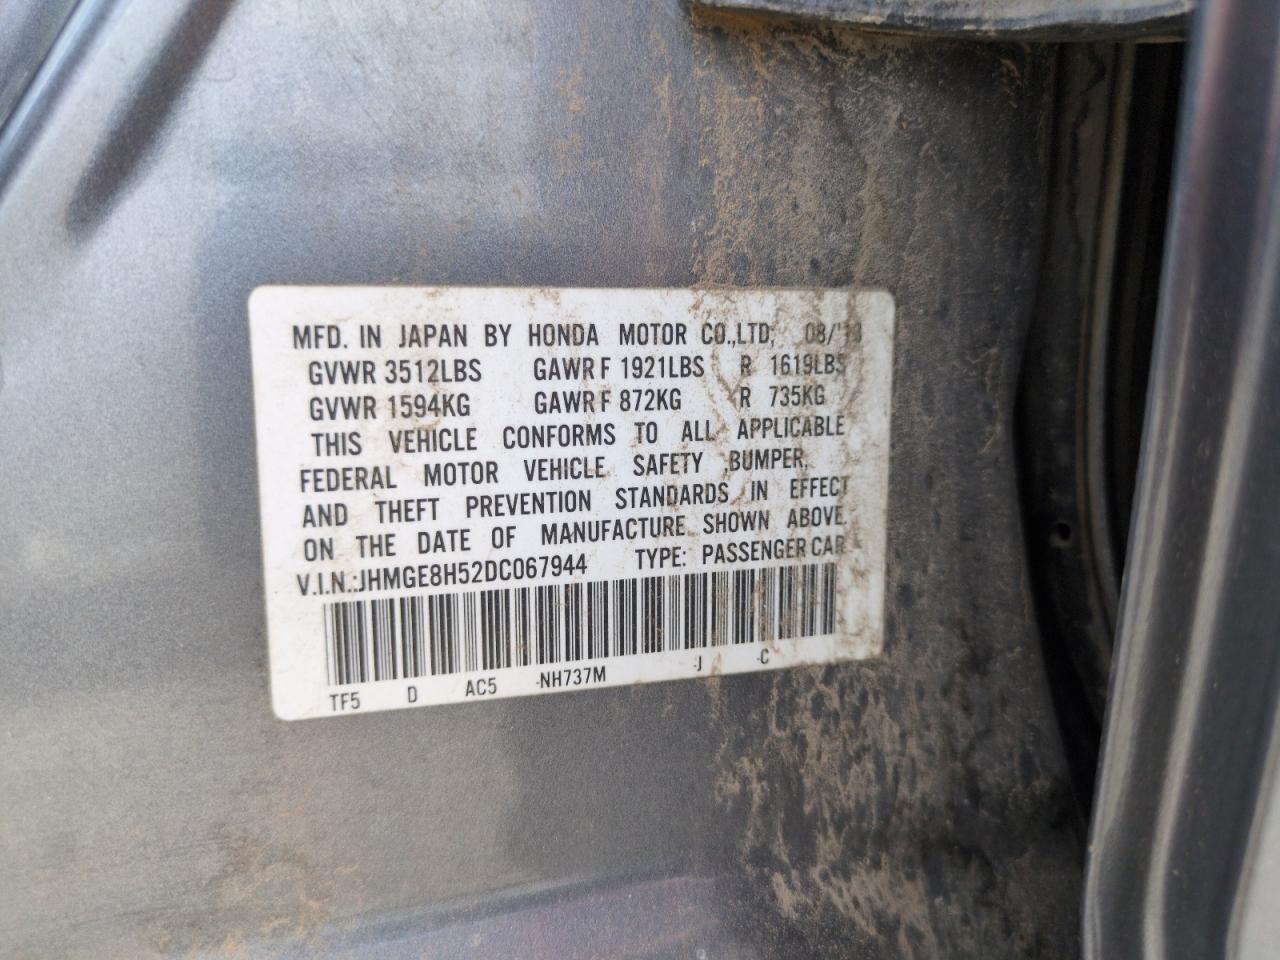 MFD. IN JAPAN BY HONDA MOTOR CO.,LTD; 08/'13
GVWR 3512LBS GAWR F 1921LBS R 1619LBS
GVWR 1594KG GAWR F 872KG R 735KG
THIS VEHICLE CONFORMS TO ALL APPLICABLE
FEDERAL MOTOR VEHICLE SAFETY ,BUMPER,
AND THEFT PREVENTION STANDARDS IN EFFECT
ON THE DATE OF MANUFACTURE SHOWN ABOVE.
V.I.N.:JHMGE8H52DC067944 TYPE: PASSENGER CAR
TF5 D AC5 -NH737M -J -C